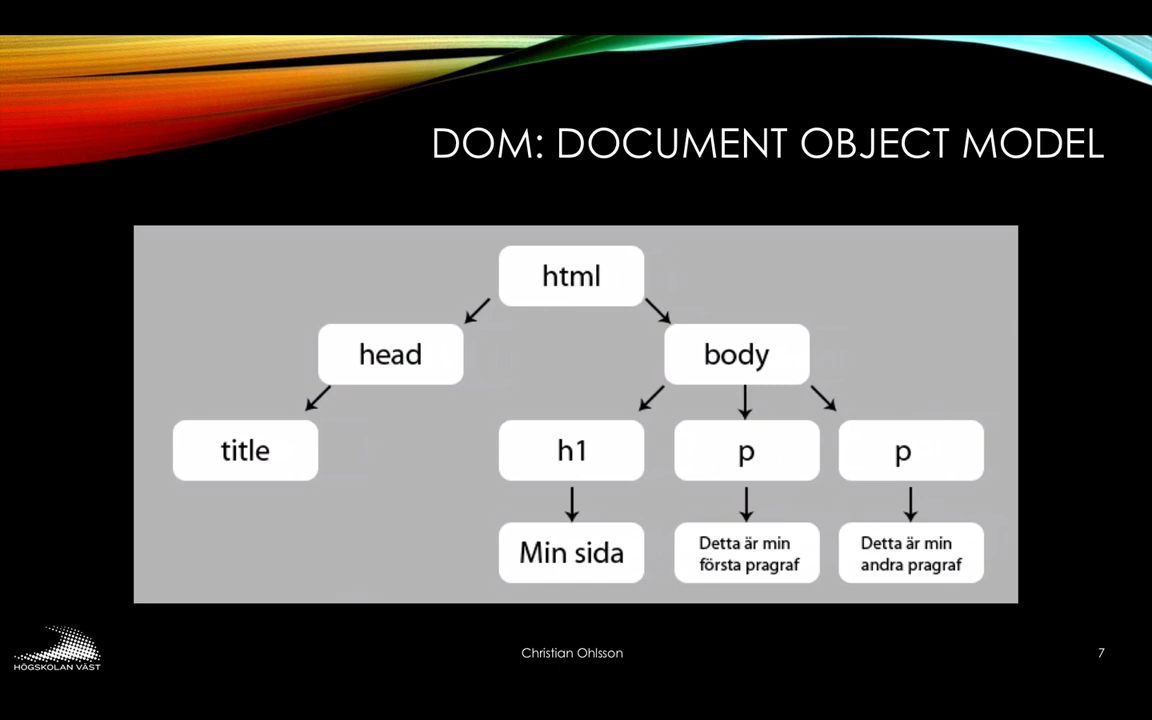 DOM: DOCUMENT OBJECT MODEL
html
head
body
title
h1
p
p
Min sida
Detta är min
första pragraf
Detta är min
andra pragraf
HÖGSKOLAN VÄST
Christian Ohlsson
7